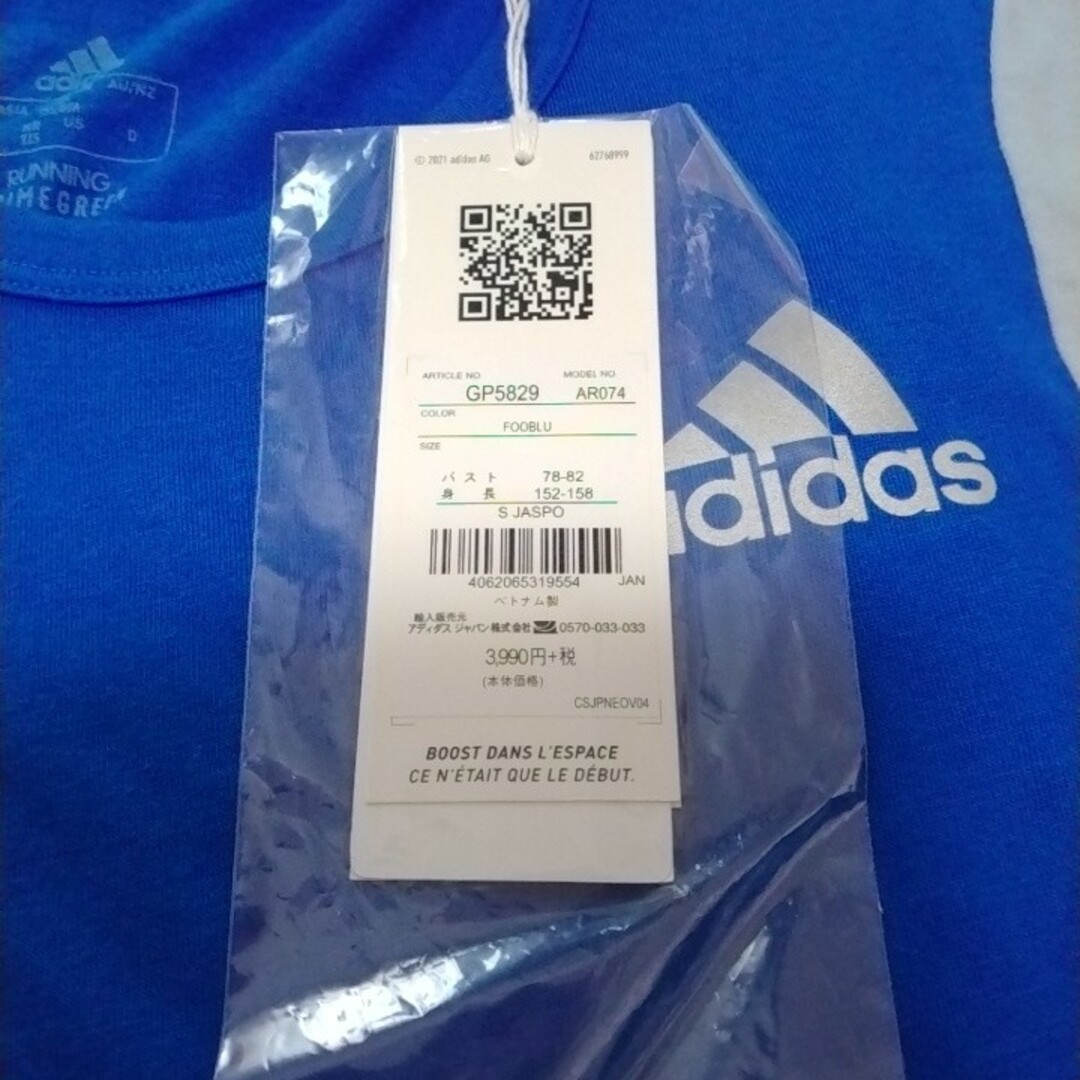 AU/NZ
US
D
RUNNING
© 2021 adidas AG
62768999
ARTICLE NO.
MODEL NO.
GP5829
AR074
COLOR
FOOBLU
SIZE
バスト 78-82
身長 152-158
S JASPO
4062065319554 JAN
ベトナム製
輸入販売元
アディダス ジャパン株式会社 0570-033-033
3,990円+税
(本体価格)
CSJPNEOV04
BOOST DANS L'ESPACE
CE N'ÉTAIT QUE LE DÉBUT.
adidas